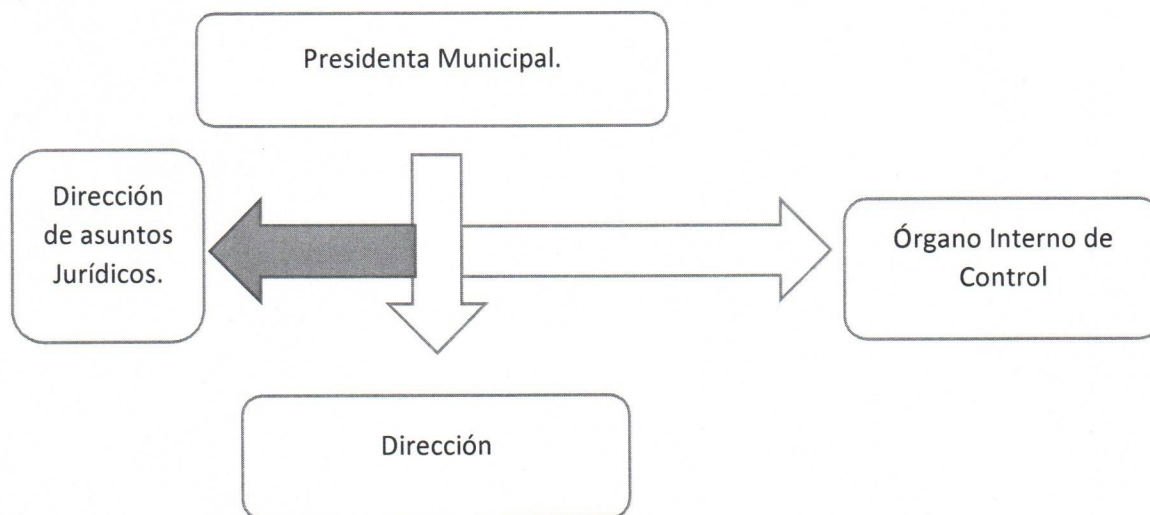 Presidenta Municipal.
Dirección
de asuntos
Jurídicos.
Órgano Interno de
Control
Dirección